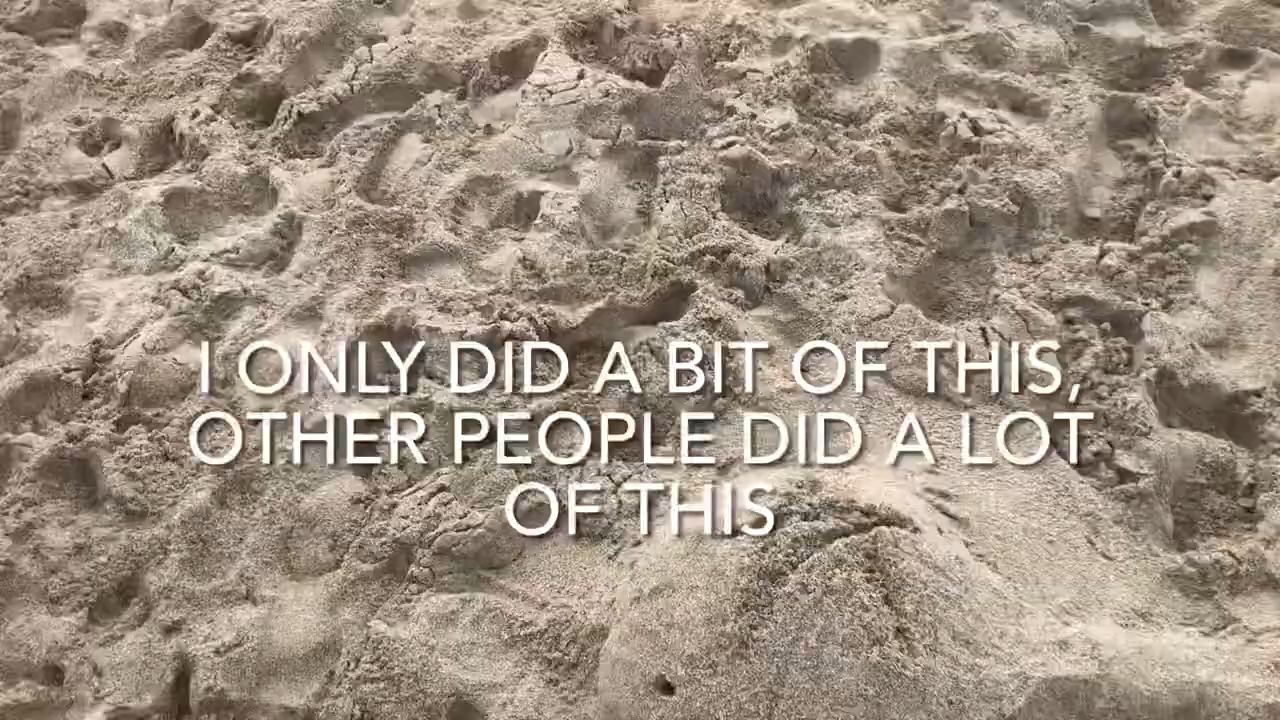 I ONLY DID A BIT OF THIS,
OTHER PEOPLE DID A LOT
OF THIS